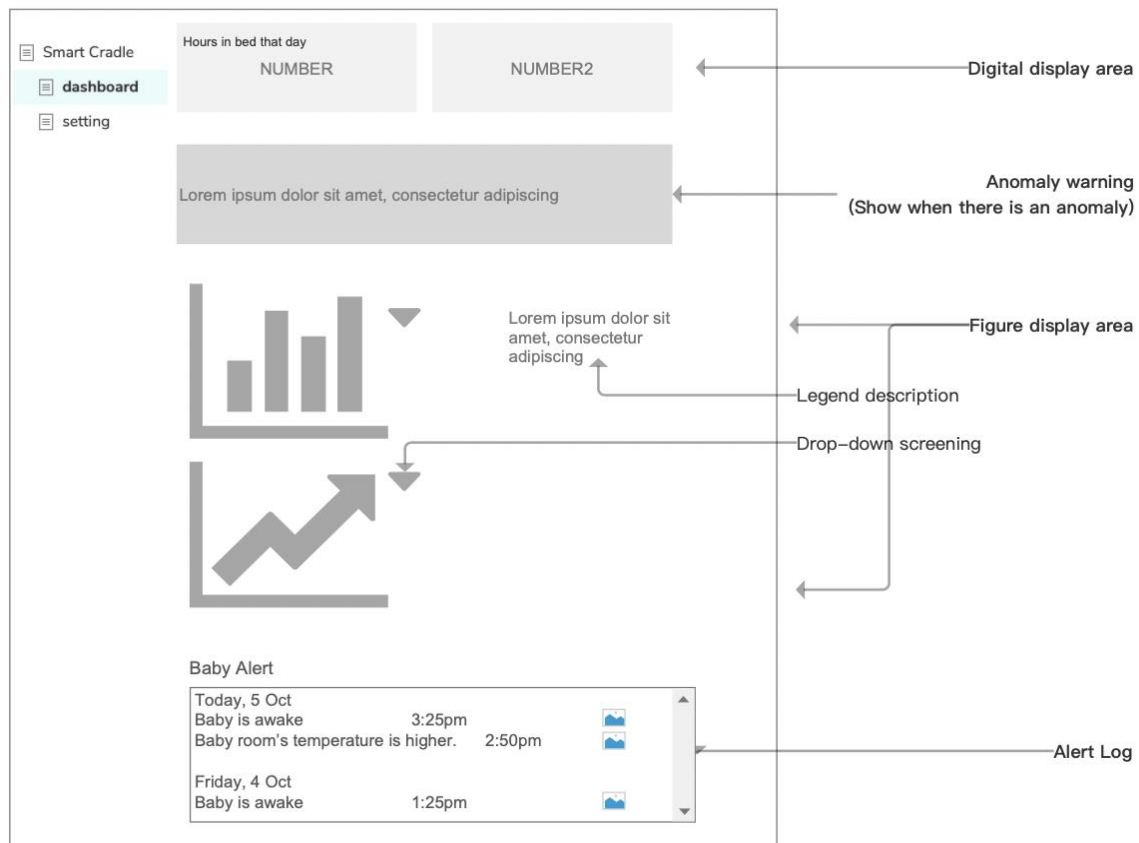 Smart Cradle
dashboard
setting
Hours in bed that day
NUMBER
NUMBER2
Digital display area
Lorem ipsum dolor sit amet, consectetur adipiscing
Anomaly warning
(Show when there is an anomaly)
Lorem ipsum dolor sit
amet, consectetur
adipiscing
Figure display area
Legend description
Drop-down screening
Baby Alert
Today, 5 Oct
Baby is awake 3:25pm
Baby room's temperature is higher. 2:50pm
Friday, 4 Oct
Baby is awake 1:25pm
Alert Log